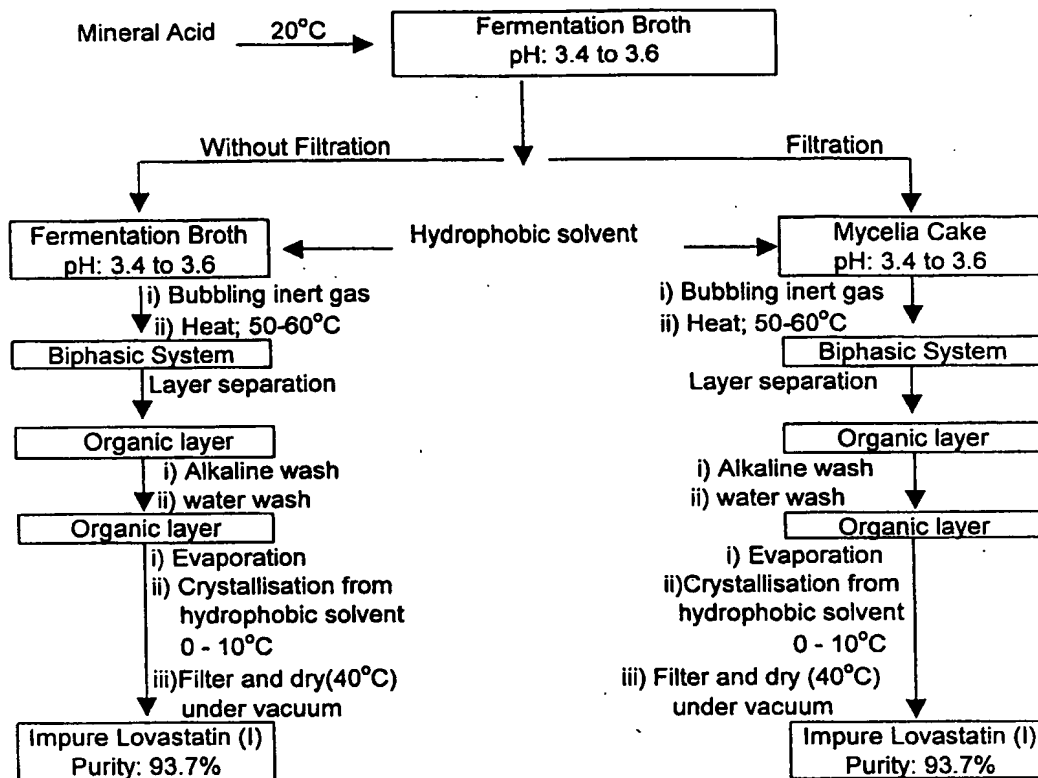 Mineral Acid
20°C
Fermentation Broth
pH: 3.4 to 3.6
Without Filtration
Filtration
Fermentation Broth
pH: 3.4 to 3.6
Hydrophobic solvent
Mycelia Cake
pH: 3.4 to 3.6
i) Bubbling inert gas
ii) Heat; 50-60°C
Biphasic System
Layer separation
Organic layer
i) Alkaline wash
ii) water wash
Organic layer
i) Evaporation
ii) Crystallisation from
hydrophobic solvent
0 - 10°C
iii)Filter and dry(40°C)
under vacuum
Impure Lovastatin (I)
Purity: 93.7%
i) Bubbling inert gas
ii) Heat; 50-60°C
Biphasic System
Layer separation
Organic layer
i) Alkaline wash
ii) water wash
Organic layer
i) Evaporation
ii)Crystallisation from
hydrophobic solvent
0 - 10°C
iii) Filter and dry (40°C)
under vacuum
Impure Lovastatin (I)
Purity: 93.7%